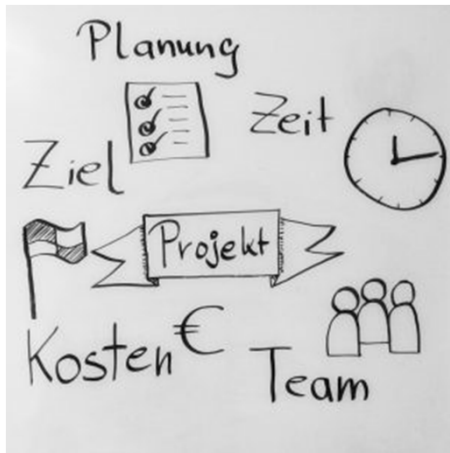 Planung
Zeit
Ziel
Projekt
Kosten €
Team